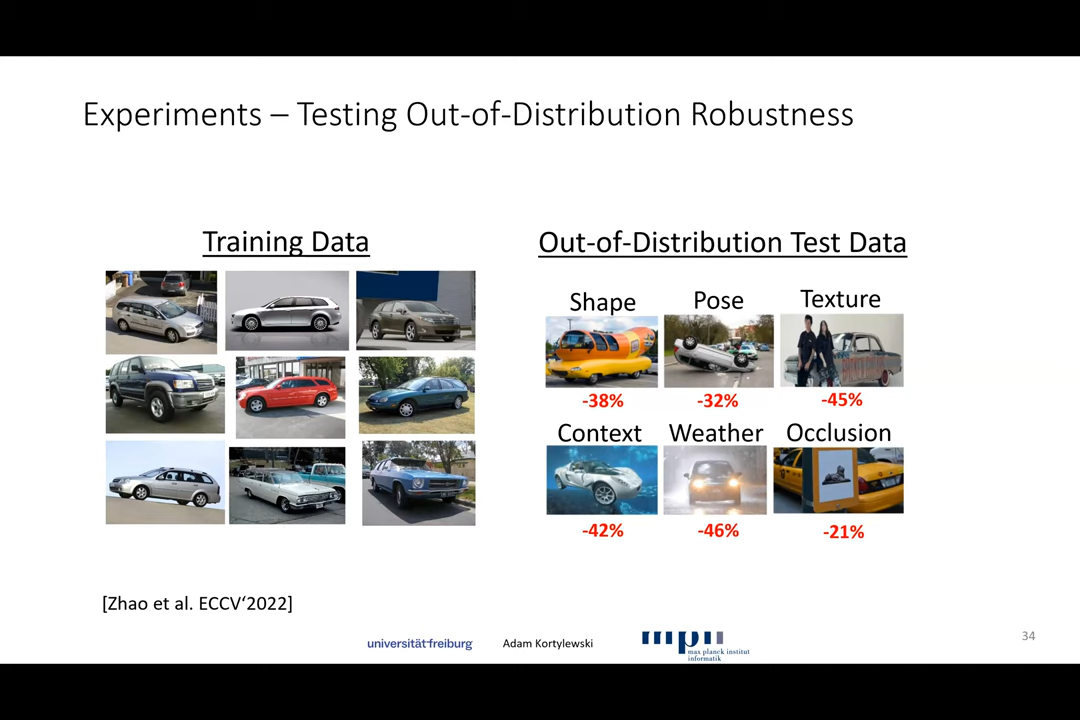 Experiments – Testing Out-of-Distribution Robustness
Training Data
Out-of-Distribution Test Data
Shape Pose Texture
-38% -32% -45%
Context Weather Occlusion
-42% -46% -21%
[Zhao et al. ECCV‘2022]
universität freiburg
Adam Kortylewski
max planck institut
informatik
34